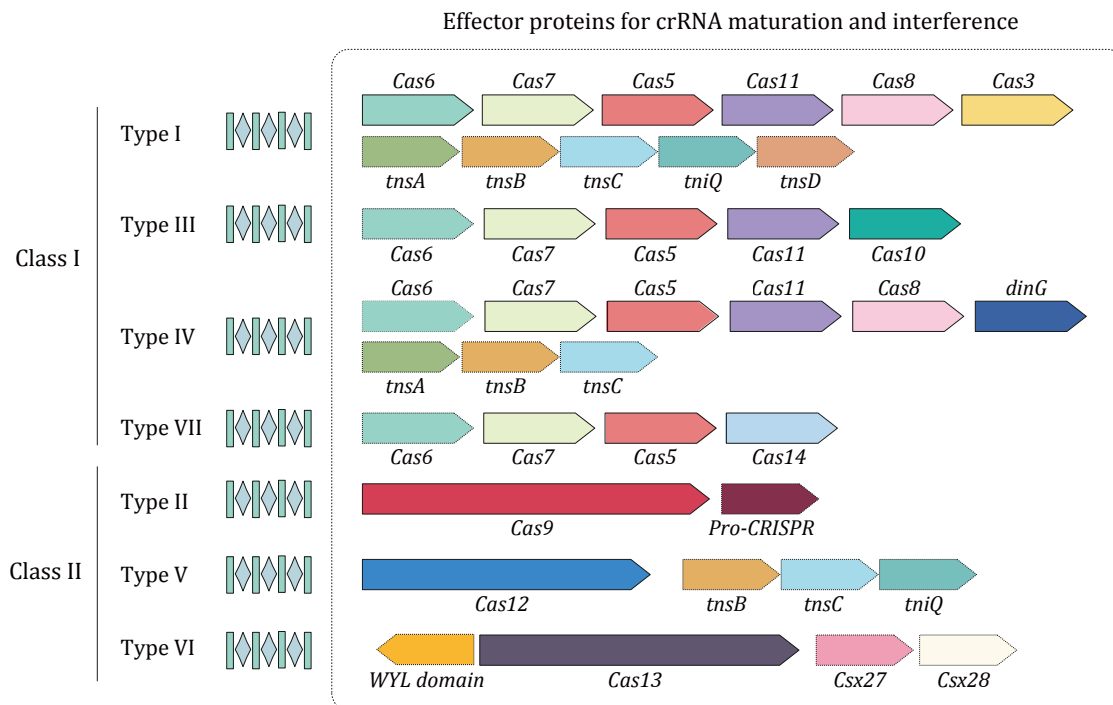 Effector proteins for crRNA maturation and interference
Cas6 Cas7 Cas5 Cas11 Cas8 Cas3
Type I
tnsA tnsB tnsC tniQ tnsD
Type III
Cas6 Cas7 Cas5 Cas11 Cas10
Class I
Cas6 Cas7 Cas5 Cas11 Cas8 dinG
Type IV
tnsA tnsB tnsC
Type VII
Cas6 Cas7 Cas5 Cas14
Type II
Cas9 Pro-CRISPR
Class II
Type V
Cas12 tnsB tnsC tniQ
Type VI
WYL domain Cas13 Csx27 Csx28